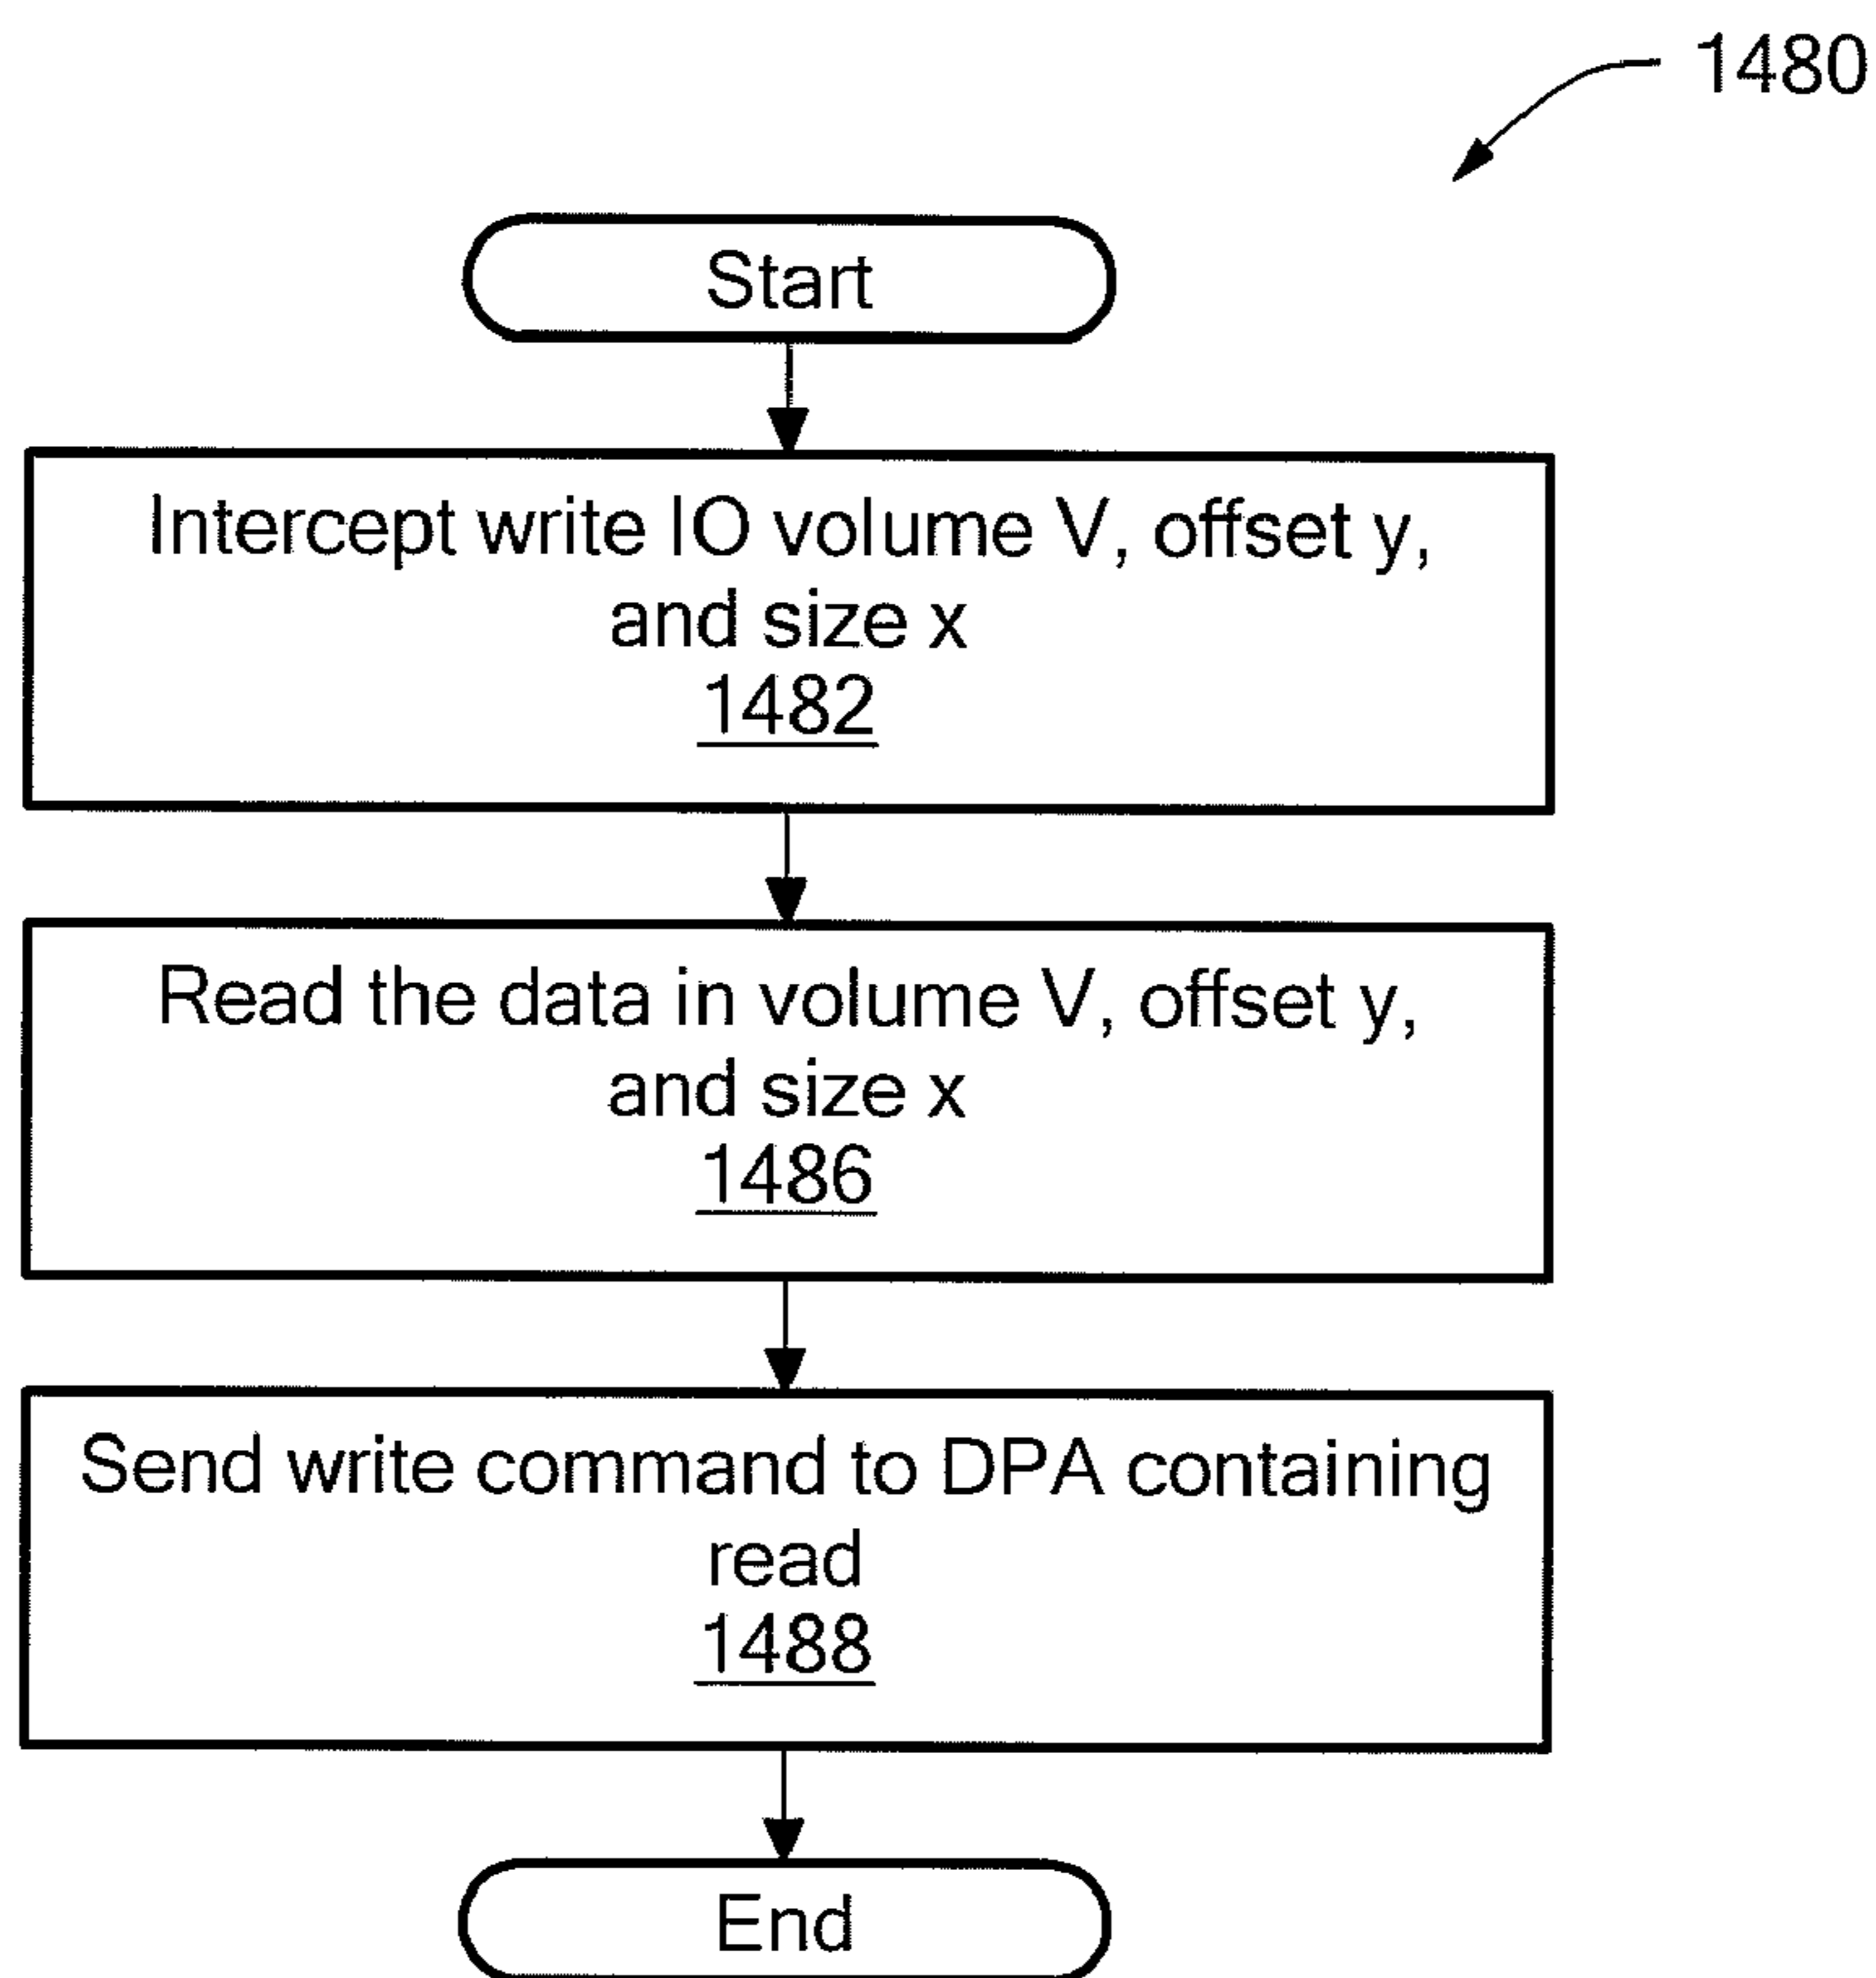 1480
Start
Intercept write IO volume V, offset y,
and size x
1482
Read the data in volume V, offset y,
and size x
1486
Send write command to DPA containing
read
1488
End